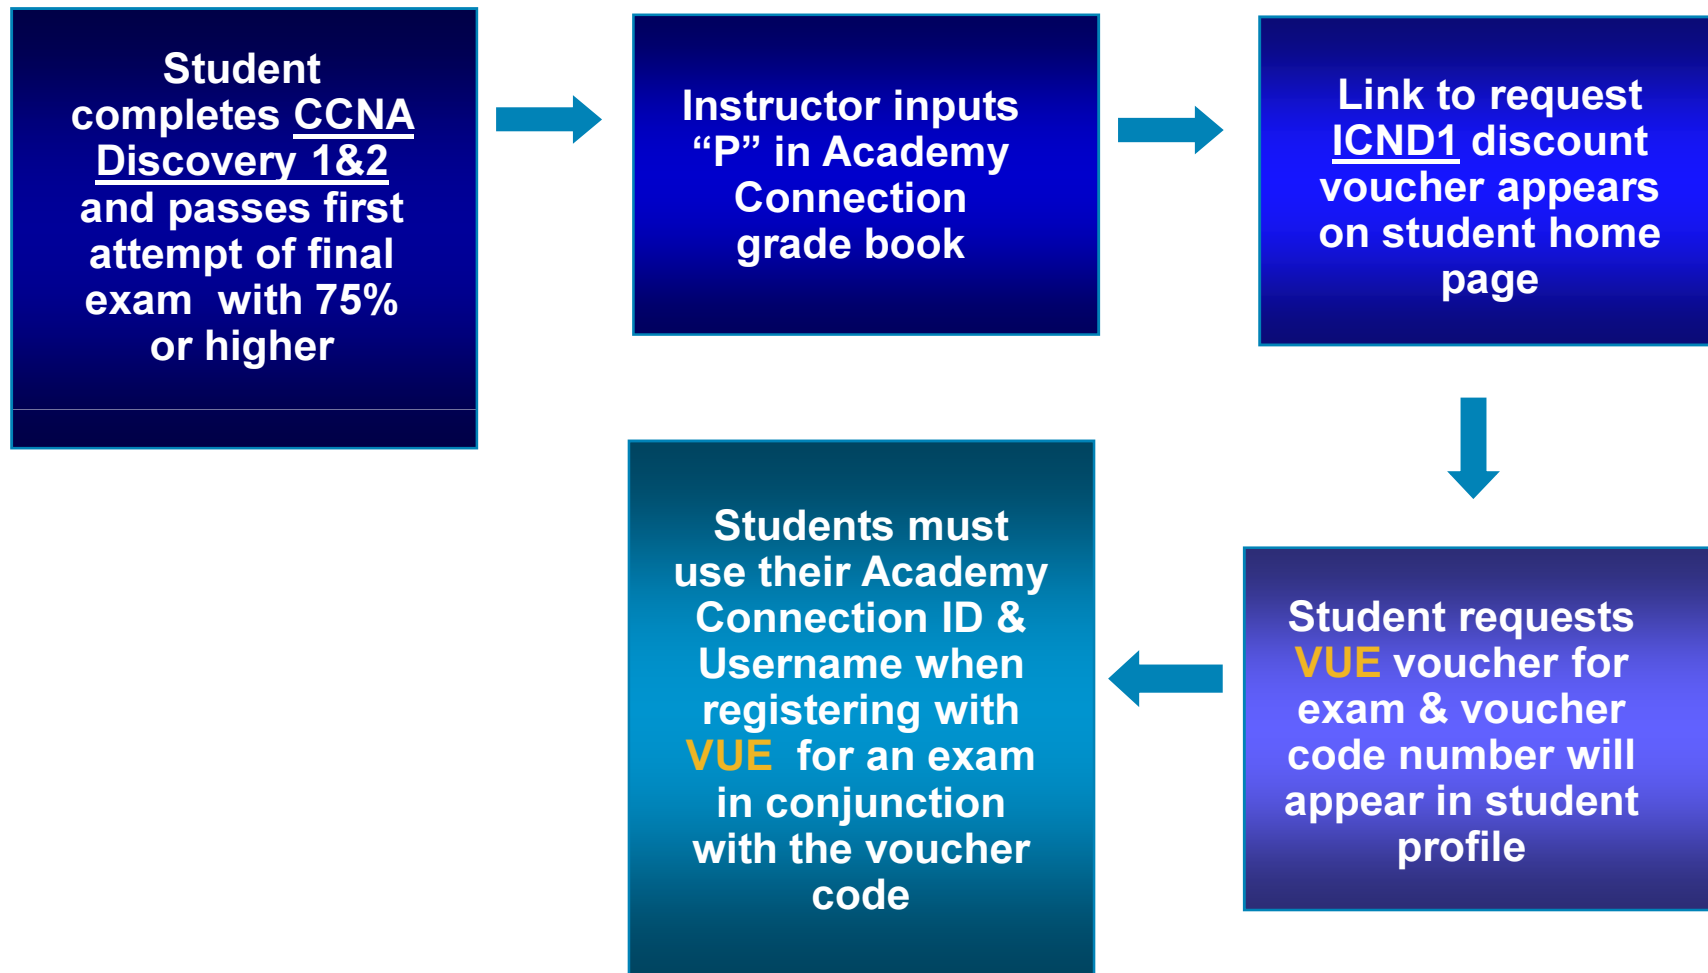 Student
completes CCNA
Discovery 1&2
and passes first
attempt of final
exam with 75%
or higher
Instructor inputs
“P” in Academy
Connection
grade book
Link to request
ICND1 discount
voucher appears
on student home
page
Student requests
VUE voucher for
exam & voucher
code number will
appear in student
profile
Students must
use their Academy
Connection ID &
Username when
registering with
VUE for an exam
in conjunction
with the voucher
code